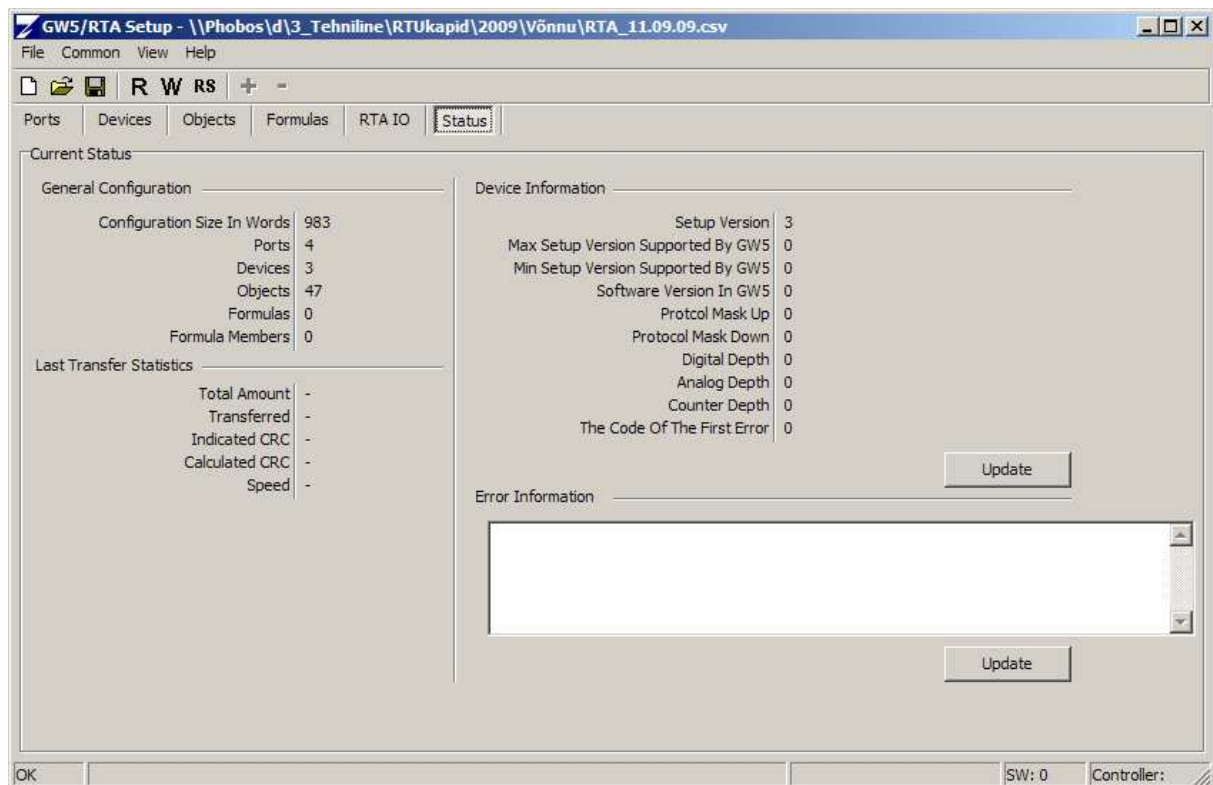 GW5/RTA Setup - \\Phobos\d\3_Tehniline\RTUkapid\2009\Võnnu\RTA_11.09.09.csv
File Common View Help
R W RS + -
Ports Devices Objects Formulas RTA IO Status
Current Status
General Configuration
Configuration Size In Words 983
Ports 4
Devices 3
Objects 47
Formulas 0
Formula Members 0
Last Transfer Statistics
Total Amount -
Transferred -
Indicated CRC -
Calculated CRC -
Speed -
Device Information
Setup Version 3
Max Setup Version Supported By GW5 0
Min Setup Version Supported By GW5 0
Software Version In GW5 0
Protcol Mask Up 0
Protocol Mask Down 0
Digital Depth 0
Analog Depth 0
Counter Depth 0
The Code Of The First Error 0
Update
Error Information
Update
OK SW: 0 Controller: